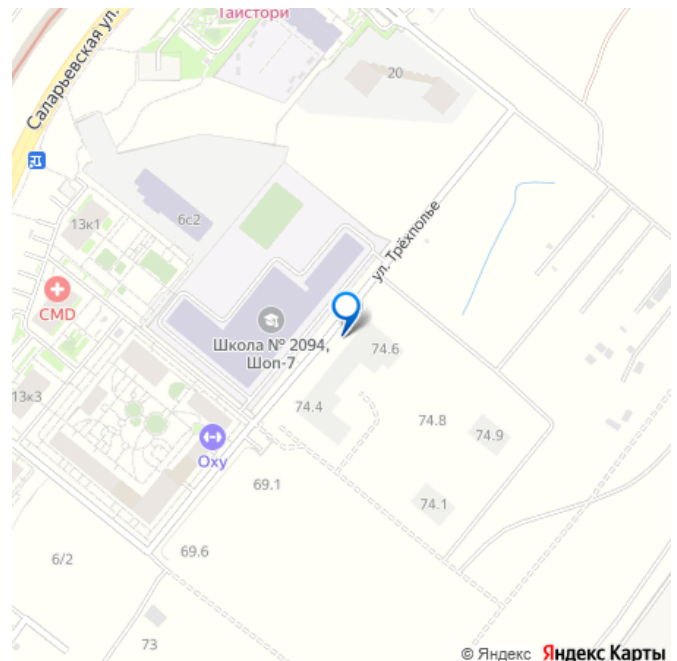 Тайстори
Саларьевская ул.
20
6с2
13к1
ул. Трёхполье
CMD
Школа № 2094,
Шоп-7
74.6
13к3
74.4
74.8
74.9
Oxy
69.1
74.1
69.6
6/2
73
© Яндекс Яндекс Карты